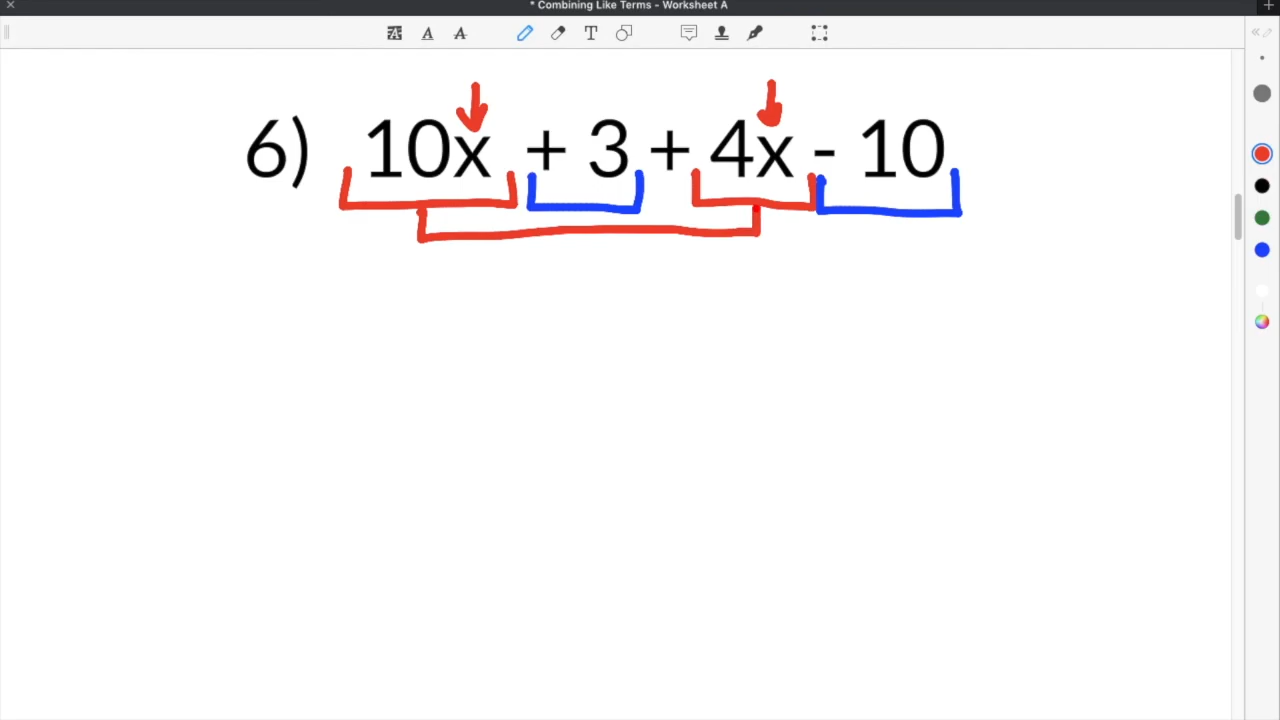 * Combining Like Terms - Worksheet A
A A A T
6) 10x + 3 + 4x - 10